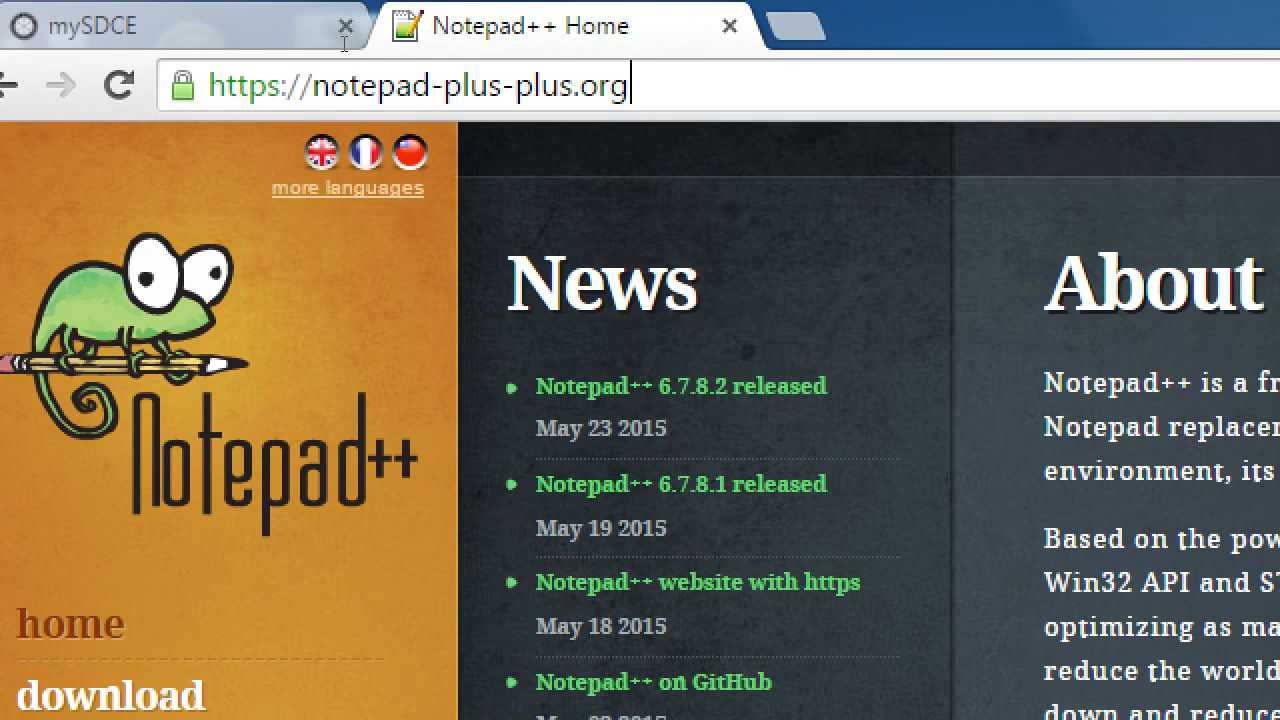 mySDCE
Notepad++ Home
https://notepad-plus-plus.org
more languages
Notepad++
home
download
News
Notepad++ 6.7.8.2 released
May 23 2015
Notepad++ 6.7.8.1 released
May 19 2015
Notepad++ website with https
May 18 2015
Notepad++ on GitHub
About
Notepad++ is a fr
Notepad replacer
environment, its
Based on the pow
Win32 API and ST
optimizing as ma
reduce the world
down and reduce